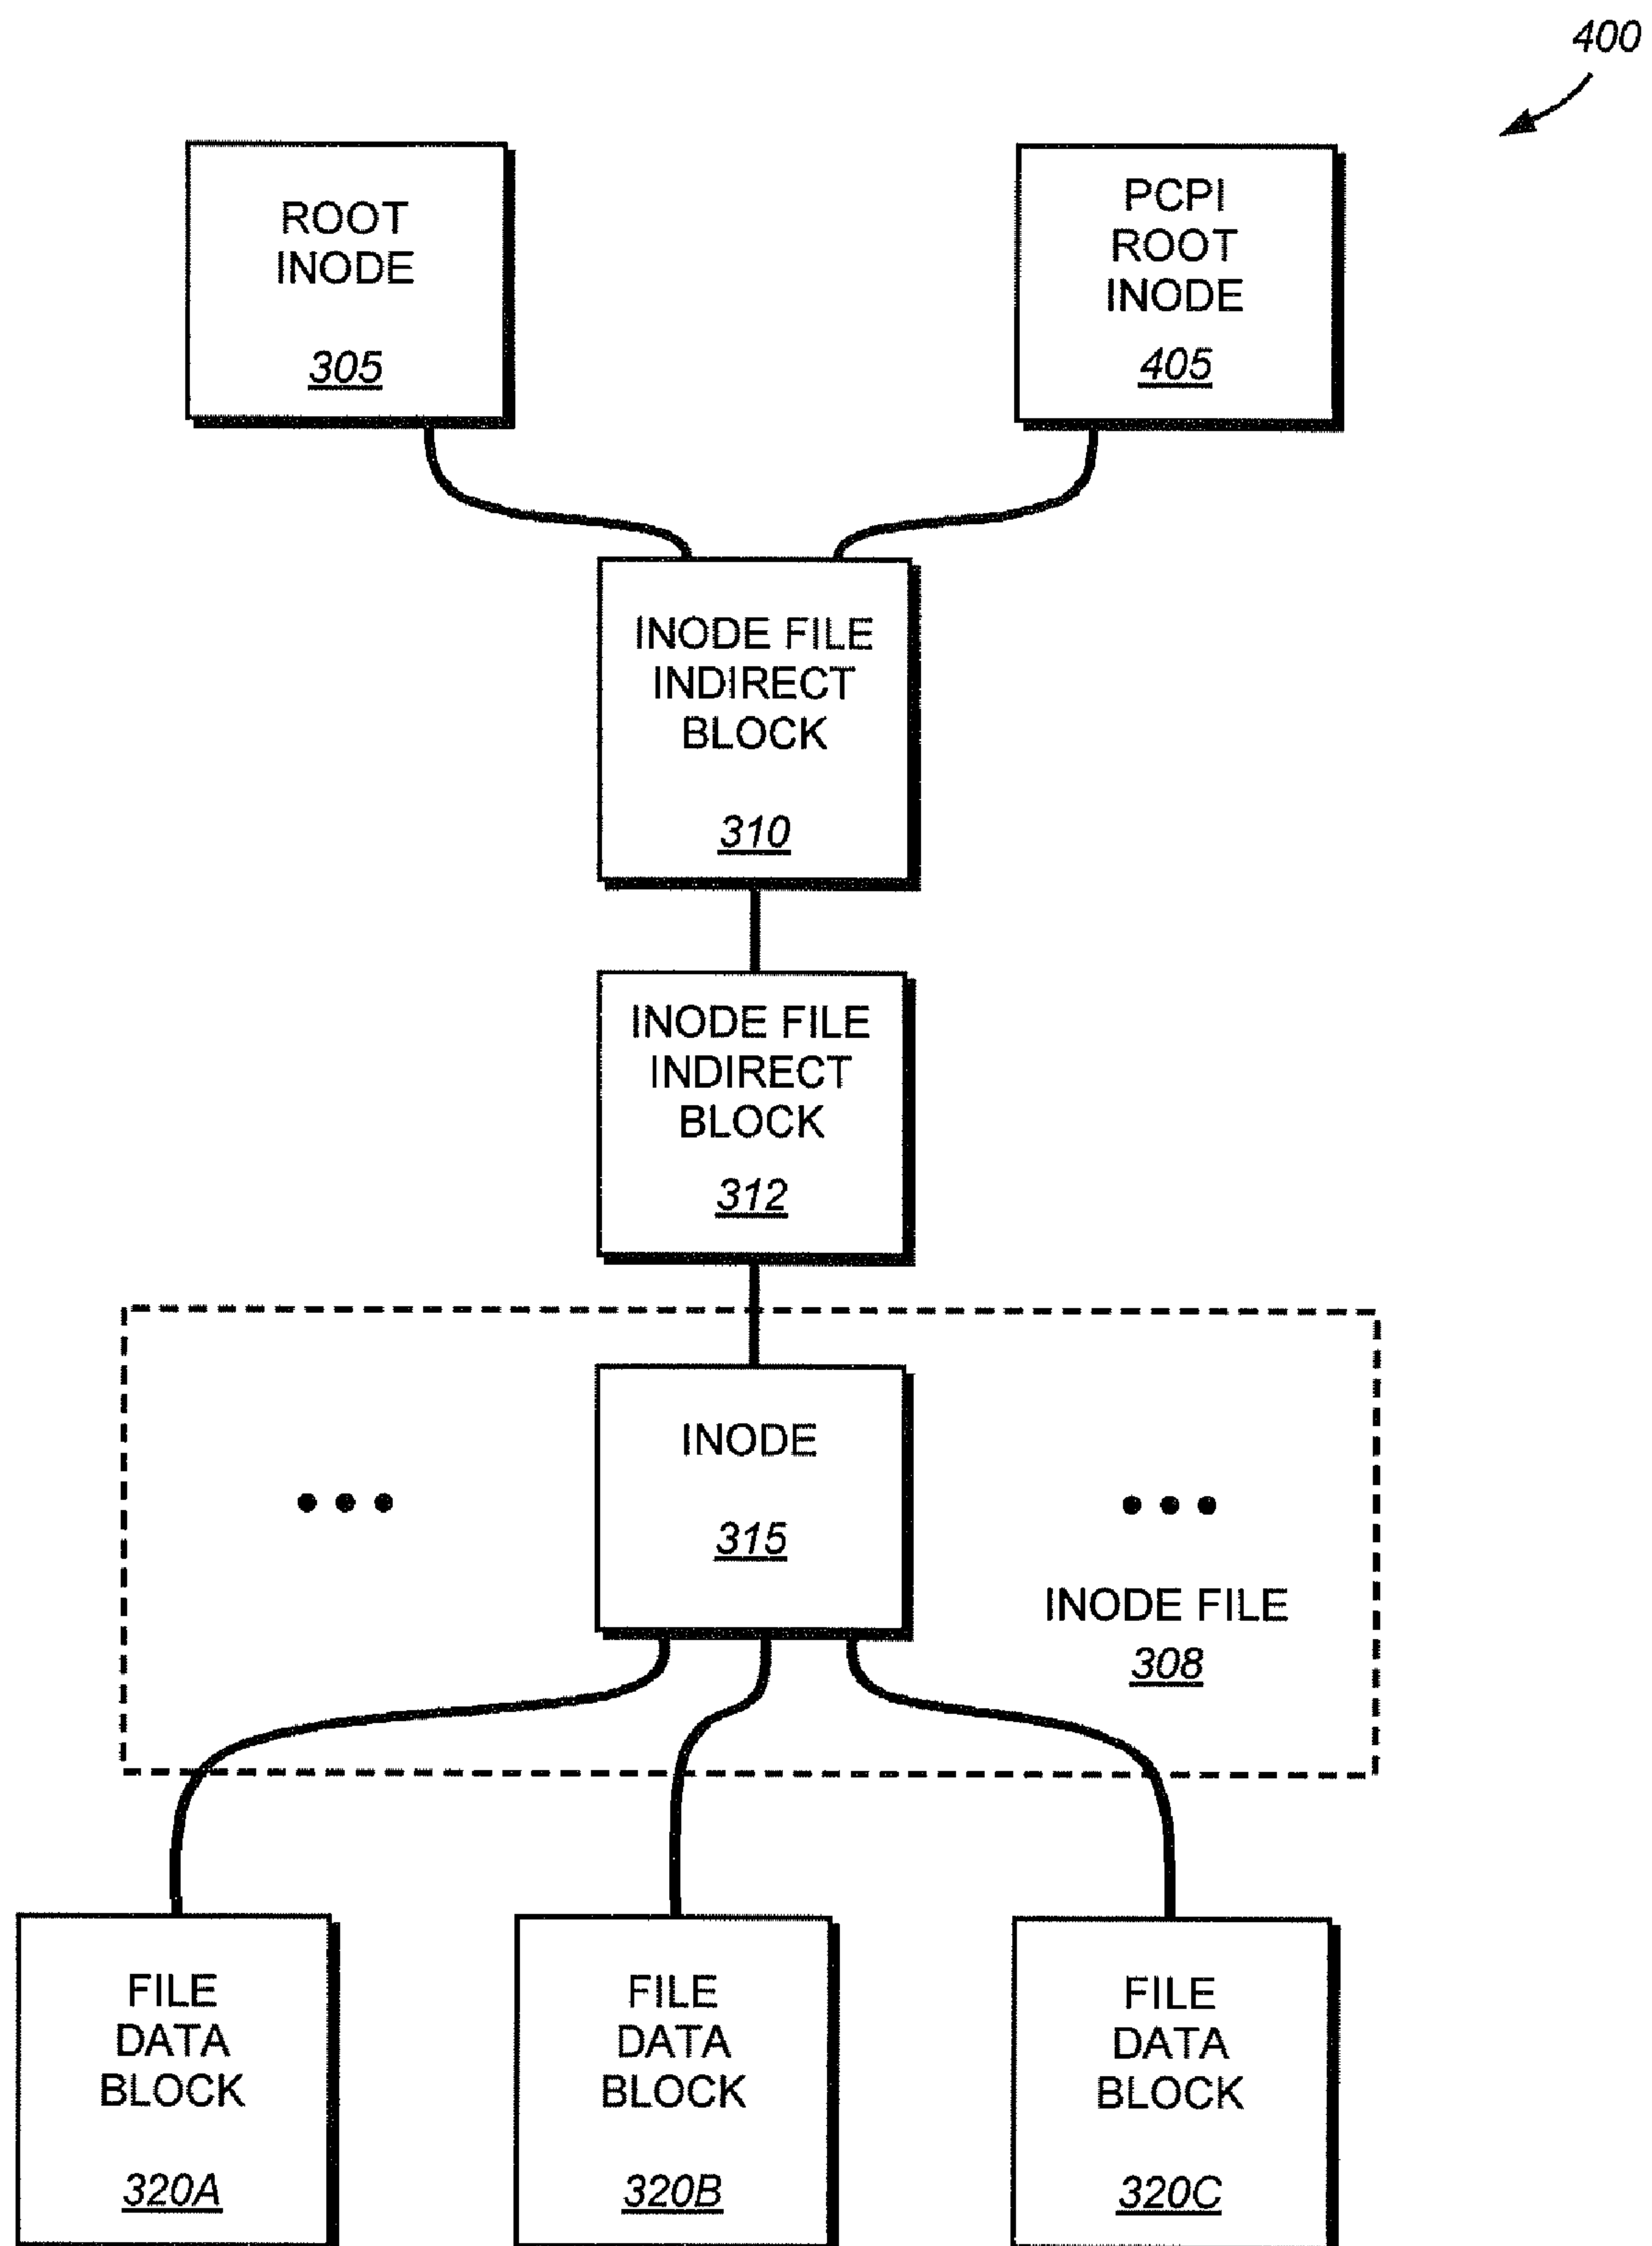 400
ROOT
INODE
305
PCPI
ROOT
INODE
405
INODE FILE
INDIRECT
BLOCK
310
INODE FILE
INDIRECT
BLOCK
312
INODE
315
INODE FILE
308
FILE
DATA
BLOCK
320A
FILE
DATA
BLOCK
320B
FILE
DATA
BLOCK
320C